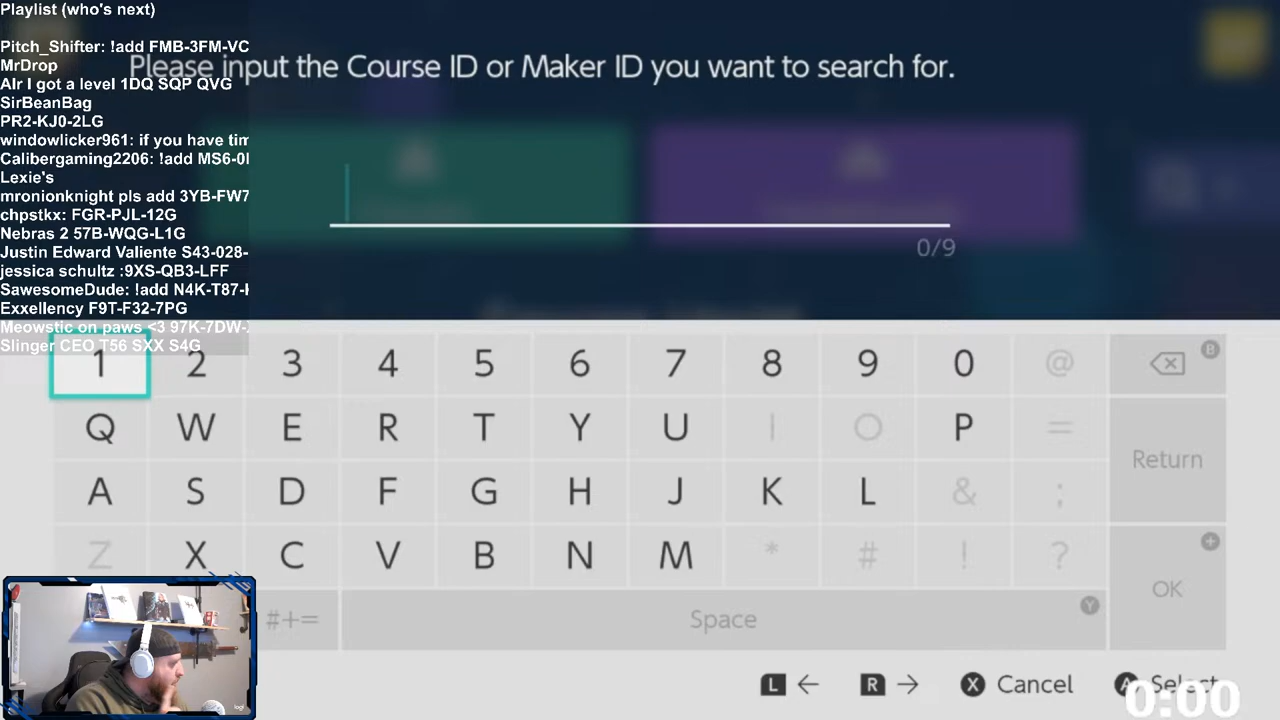 Playlist (who's next)
Pitch_Shifter: !add FMB-3FM-VC
MrDrop
Alr I got a level 1DQ SQP QVG
SirBeanBag
PR2-KJ0-2LG
windowlicker961: if you have tim
Calibergaming2206: !add MS6-0
Lexie's
mronionknight pls add 3YB-FW7
chpstkx: FGR-PJL-12G
Nebras 2 57B-WQG-L1G
Justin Edward Valiente S43-028-
jessica schultz :9XS-QB3-LFF
SawesomeDude: !add N4K-T87-
Exxellency F9T-F32-7PG
Meowstic on paws <3 97K-7DW-
Slinger CEO T56 SXX S4G
Please input the Course ID or Maker ID you want to search for.
0/9
1 2 3 4 5 6 7 8 9 0 @
B
Q W E R T Y U I O P =
Return
A S D F G H J K L & ;
Z X C V B N M * # ! ?
+
OK
#+=
Space
Y
L ← R → X Cancel A Select
0:00
logi